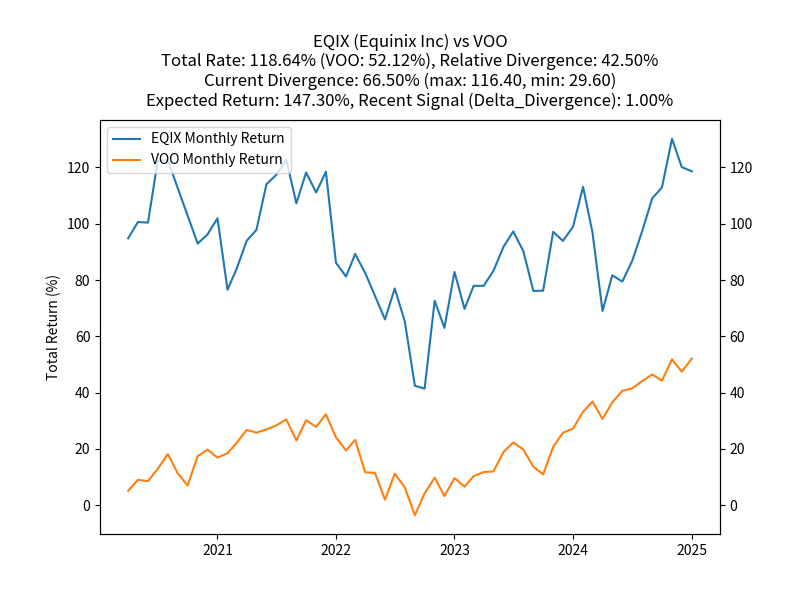 EQIX (Equinix Inc) vs VOO
Total Rate: 118.64% (VOO: 52.12%), Relative Divergence: 42.50%
Current Divergence: 66.50% (max: 116.40, min: 29.60)
Expected Return: 147.30%, Recent Signal (Delta_Divergence): 1.00%
EQIX Monthly Return
VOO Monthly Return
Total Return (%)
120
100
80
60
40
20
0
120
100
80
60
40
20
0
2021
2022
2023
2024
2025